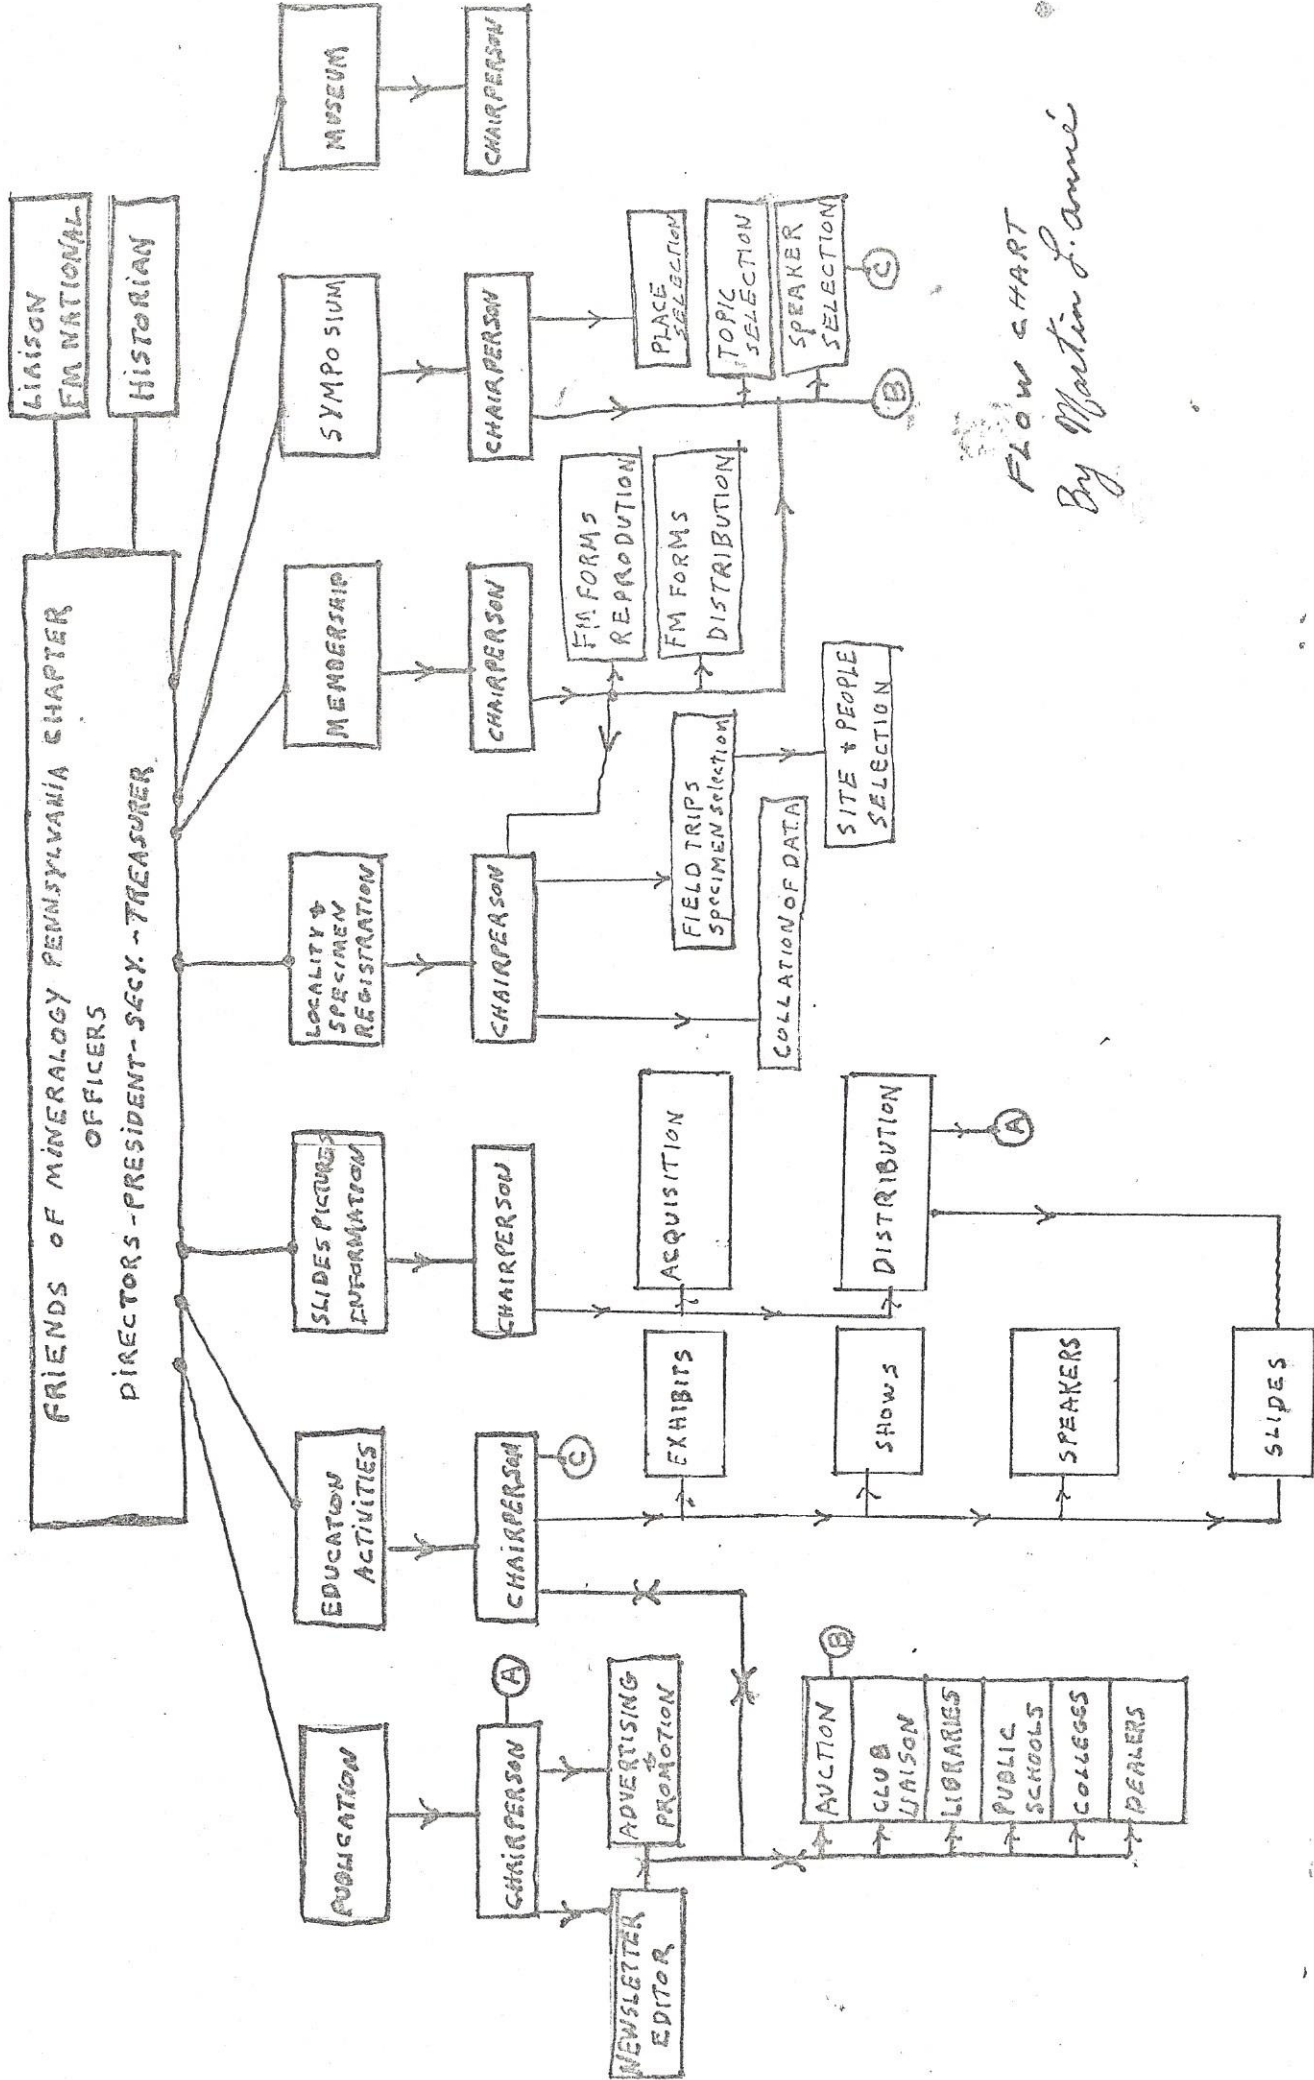 LIAISON
FM NATIONAL
HISTORIAN
FRIENDS OF MINERALOGY PENNSYLVANIA CHAPTER
OFFICERS
DIRECTORS-PRESIDENT-SECY.-TREASURER
PUBLICATION
EDUCATION
ACTIVITIES
SLIDES PICTURES
INFORMATION
LOCALITY &
SPECIMEN
REGISTRATION
MEMBERSHIP
SYMPOSIUM
MUSEUM
CHAIRPERSON
A
CHAIRPERSON
C
CHAIRPERSON
CHAIRPERSON
CHAIRPERSON
CHAIRPERSON
CHAIRPERSON
NEWSLETTER
EDITOR
ADVERTISING
&
PROMOTION
AUCTION
B
CLUB
LIAISON
LIBRARIES
PUBLIC
SCHOOLS
COLLEGES
DEALERS
EXHIBITS
SHOWS
SPEAKERS
SLIDES
ACQUISITION
DISTRIBUTION
A
COLLATION OF DATA
FIELD TRIPS
SPECIMEN Selection
SITE + PEOPLE
SELECTION
FM FORMS
REPRODUTION
FM FORMS
DISTRIBUTION
PLACE
SELECTION
TOPIC
SELECTION
SPEAKER
SELECTION
B
C
FLOW CHART
By Martin L. Anné